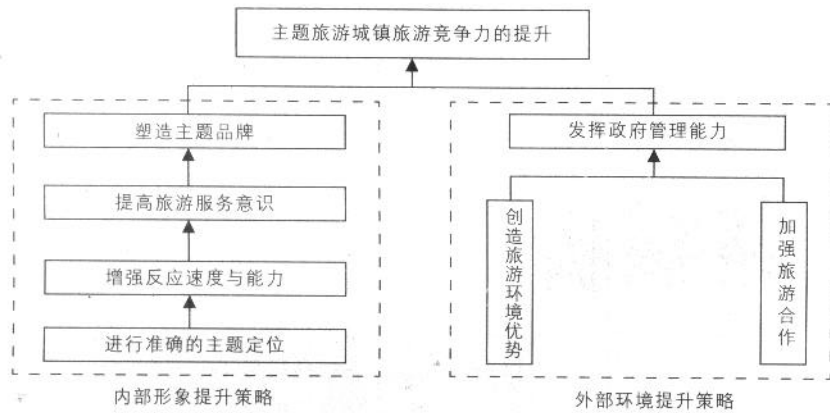 主题旅游城镇旅游竞争力的提升
塑造主题品牌
提高旅游服务意识
增强反应速度与能力
进行准确的主题定位
内部形象提升策略
发挥政府管理能力
创造旅游环境优势
加强旅游合作
外部环境提升策略